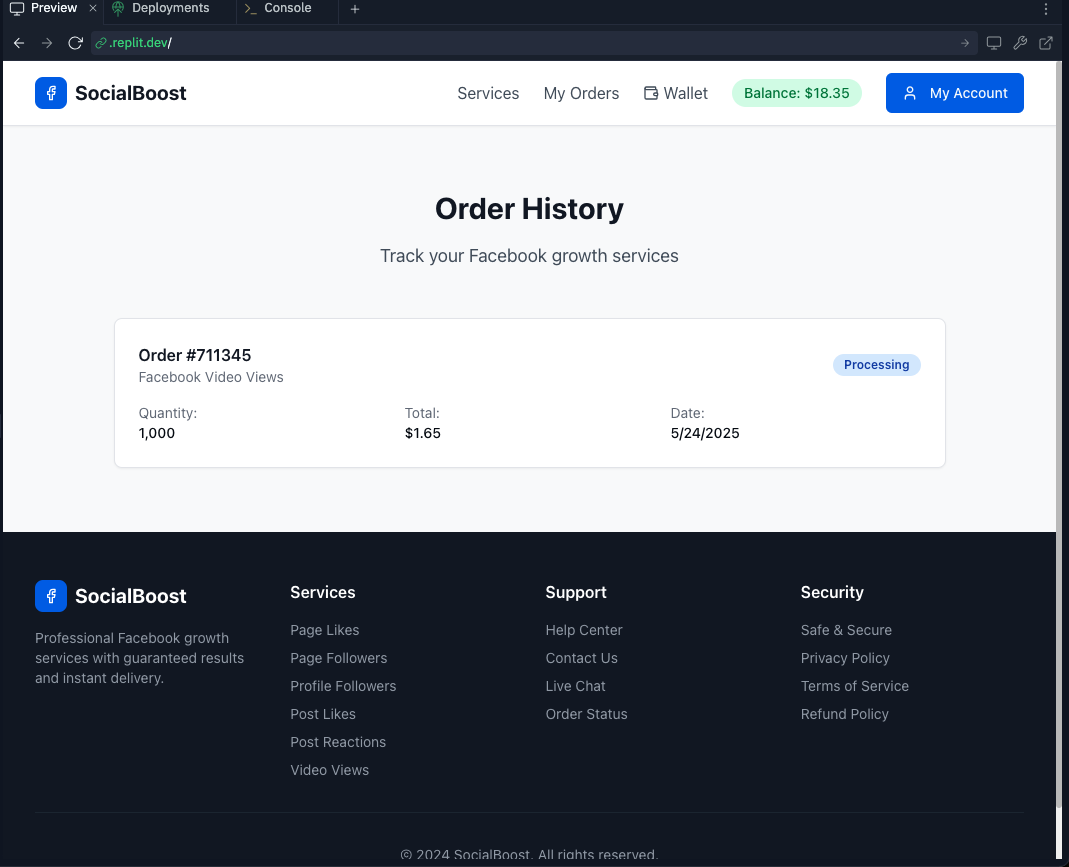 Preview × Deployments >_ Console +
.replit.dev/
SocialBoost Services My Orders Wallet Balance: $18.35 My Account
Order History
Track your Facebook growth services
Order #711345
Facebook Video Views
Processing
Quantity: Total: Date:
1,000 $1.65 5/24/2025
SocialBoost Services Support Security
Professional Facebook growth
services with guaranteed results
and instant delivery.
Page Likes
Page Followers
Profile Followers
Post Likes
Post Reactions
Video Views
Help Center
Contact Us
Live Chat
Order Status
Safe & Secure
Privacy Policy
Terms of Service
Refund Policy
© 2024 SocialBoost. All rights reserved.